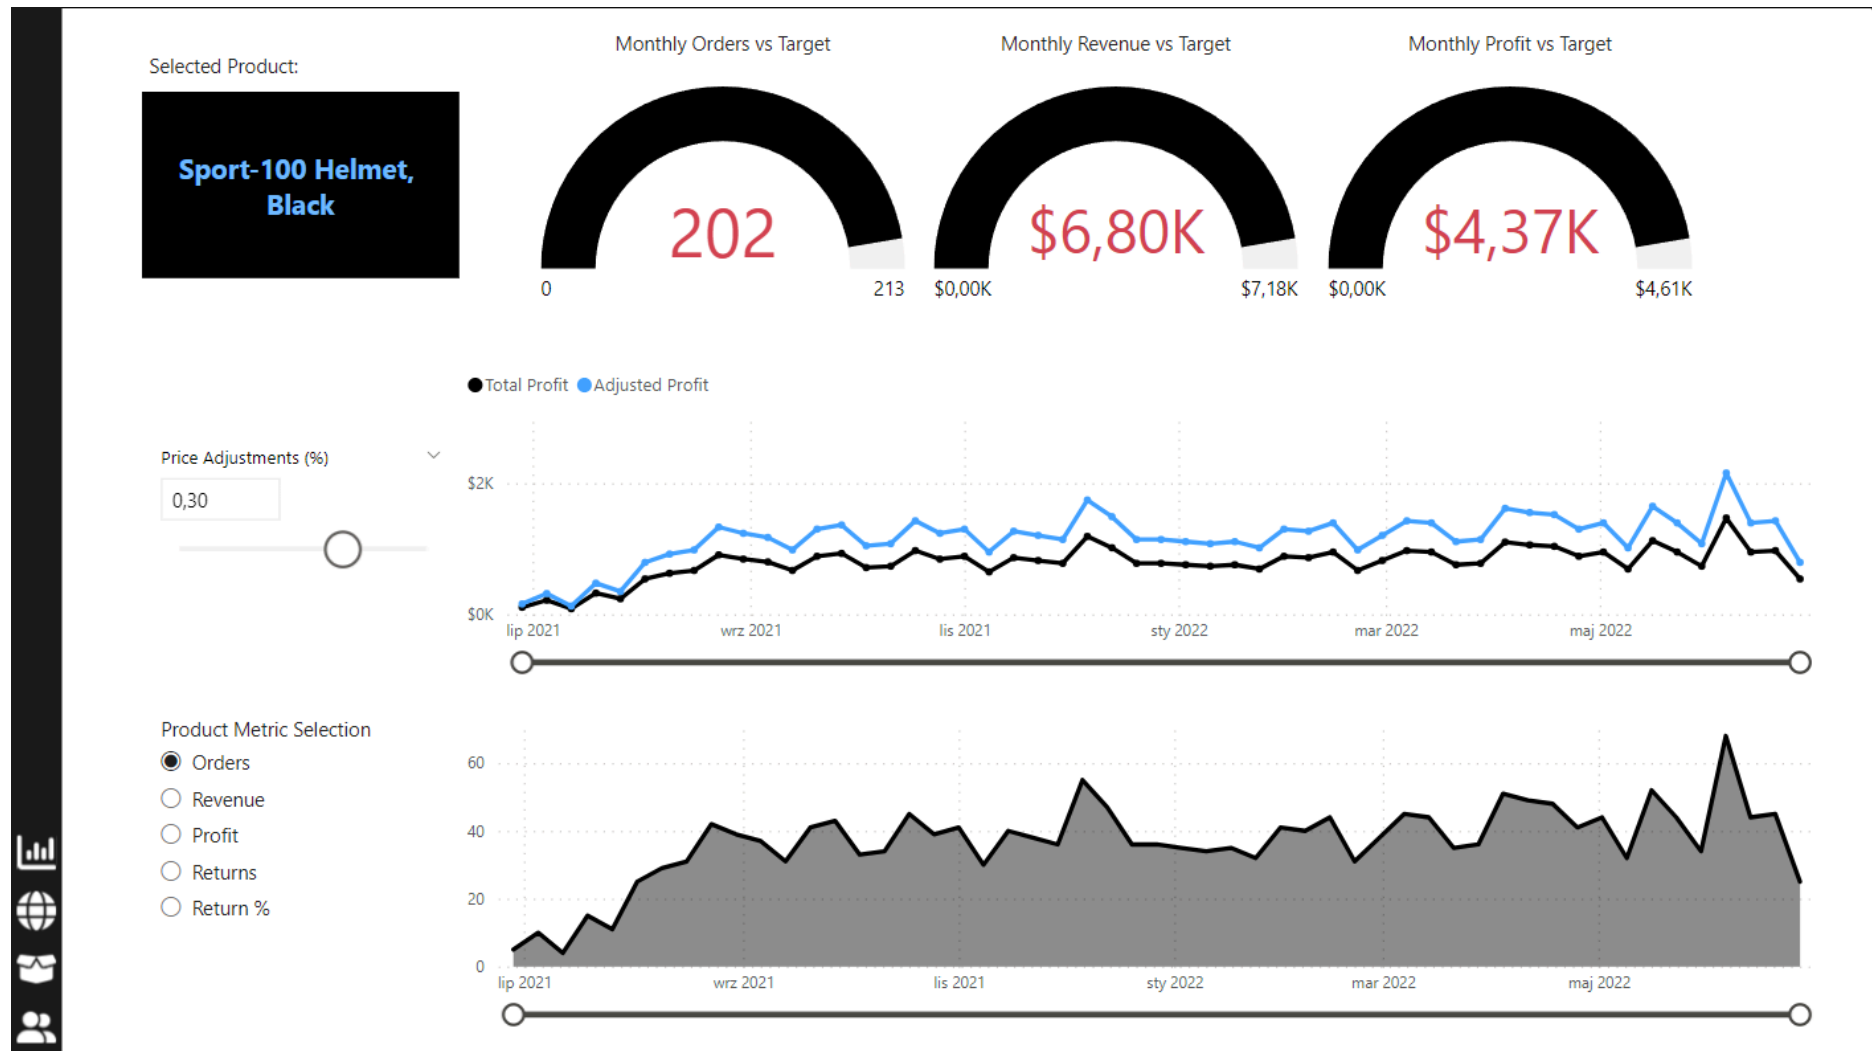 Selected Product:
Sport-100 Helmet,
Black
Monthly Orders vs Target
202
0
213
Monthly Revenue vs Target
$6,80K
$0,00K
$7,18K
Monthly Profit vs Target
$4,37K
$0,00K
$4,61K
Price Adjustments (%)
0,30
Total Profit Adjusted Profit
$2K
$0K
lip 2021 wrz 2021 lis 2021 sty 2022 mar 2022 maj 2022
Product Metric Selection
Orders
Revenue
Profit
Returns
Return %
60
40
20
0
lip 2021 wrz 2021 lis 2021 sty 2022 mar 2022 maj 2022